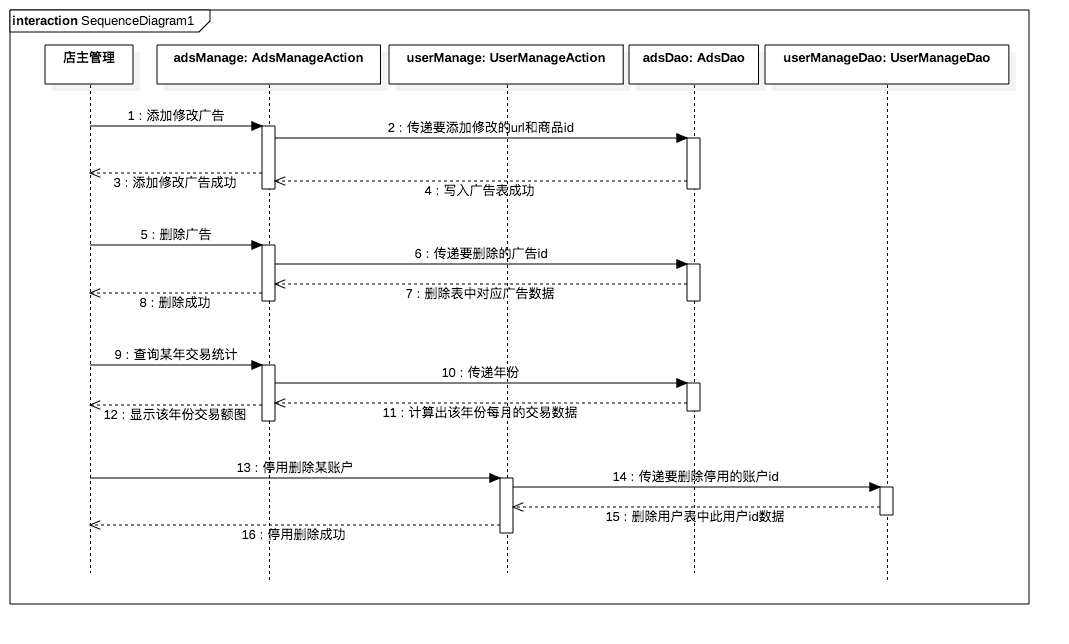 interaction SequenceDiagram1
店主管理
adsManage: AdsManageAction
userManage: UserManageAction
adsDao: AdsDao
userManageDao: UserManageDao
1 : 添加修改广告
2 : 传递要添加修改的url和商品id
3 : 添加修改广告成功
4 : 写入广告表成功
5 : 删除广告
6 : 传递要删除的广告id
7 : 删除表中对应广告数据
8 : 删除成功
9 : 查询某年交易统计
10 : 传递年份
11 : 计算出该年份每月的交易数据
12 : 显示该年份交易额图
13 : 停用删除某账户
14 : 传递要删除停用的账户id
15 : 删除用户表中此用户id数据
16 : 停用删除成功